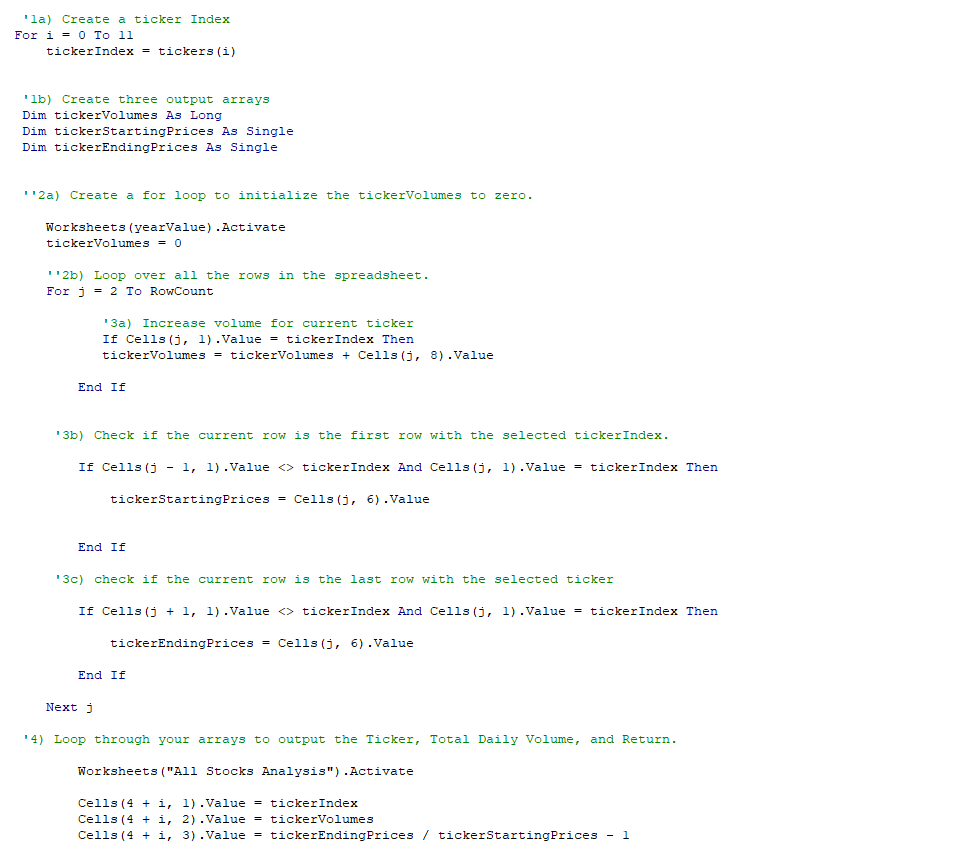 '1a) Create a ticker Index
For i = 0 To 11
tickerIndex = tickers(i)
'1b) Create three output arrays
Dim tickerVolumes As Long
Dim tickerStartingPrices As Single
Dim tickerEndingPrices As Single
''2a) Create a for loop to initialize the tickerVolumes to zero.
Worksheets(yearValue).Activate
tickerVolumes = 0
''2b) Loop over all the rows in the spreadsheet.
For j = 2 To RowCount
'3a) Increase volume for current ticker
If Cells(j, 1).Value = tickerIndex Then
tickerVolumes = tickerVolumes + Cells(j, 8).Value
End If
'3b) Check if the current row is the first row with the selected tickerIndex.
If Cells(j - 1, 1).Value <> tickerIndex And Cells(j, 1).Value = tickerIndex Then
tickerStartingPrices = Cells(j, 6).Value
End If
'3c) check if the current row is the last row with the selected ticker
If Cells(j + 1, 1).Value <> tickerIndex And Cells(j, 1).Value = tickerIndex Then
tickerEndingPrices = Cells(j, 6).Value
End If
Next j
'4) Loop through your arrays to output the Ticker, Total Daily Volume, and Return.
Worksheets("All Stocks Analysis").Activate
Cells(4 + i, 1).Value = tickerIndex
Cells(4 + i, 2).Value = tickerVolumes
Cells(4 + i, 3).Value = tickerEndingPrices / tickerStartingPrices - 1